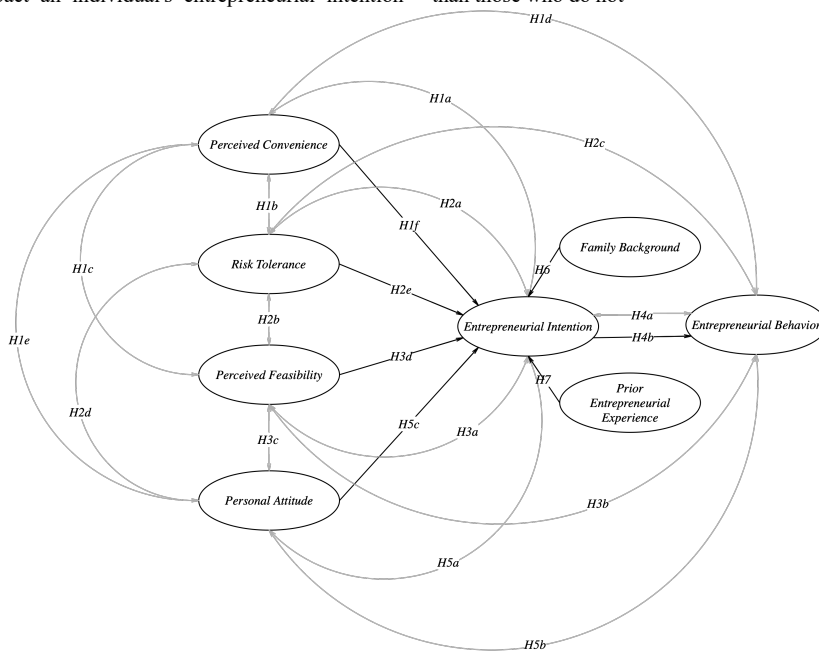 an individual's entrepreneurial intention than those who do not
H1d
H1a
Perceived Convenience
H2c
H1b
H2a
H1f
Family Background
H1c
Risk Tolerance
H6
H2e
H2b
Entrepreneurial Intention
H4a
Entrepreneurial Behavior
H1e
H4b
H3d
Perceived Feasibility
H7
Prior
Entrepreneurial
Experience
H2d
H5c
H3c
H3a
Personal Attitude
H3b
H5a
H5b